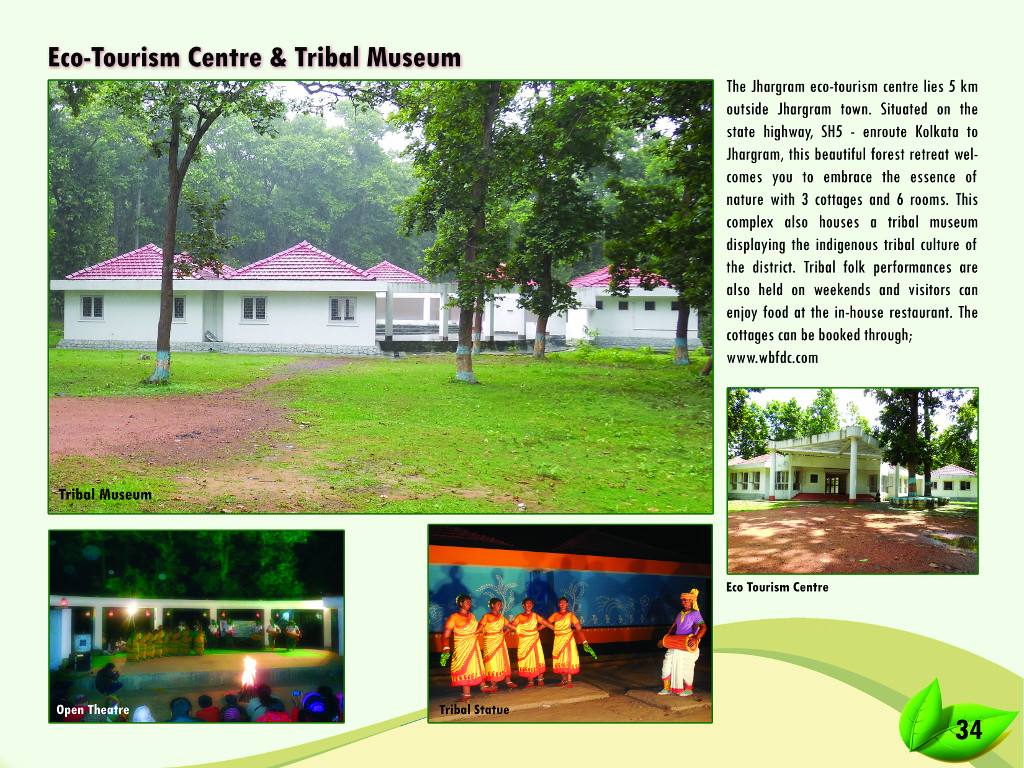 Eco-Tourism Centre & Tribal Museum
The Jhargram eco-tourism centre lies 5 km
outside Jhargram town. Situated on the
state highway, SH5 - enroute Kolkata to
Jhargram, this beautiful forest retreat wel-
comes you to embrace the essence of
nature with 3 cottages and 6 rooms. This
complex also houses a tribal museum
displaying the indigenous tribal culture of
the district. Tribal folk performances are
also held on weekends and visitors can
enjoy food at the in-house restaurant. The
cottages can be booked through;
www.wbfdc.com
Tribal Museum
Eco Tourism Centre
Open Theatre
Tribal Statue
34